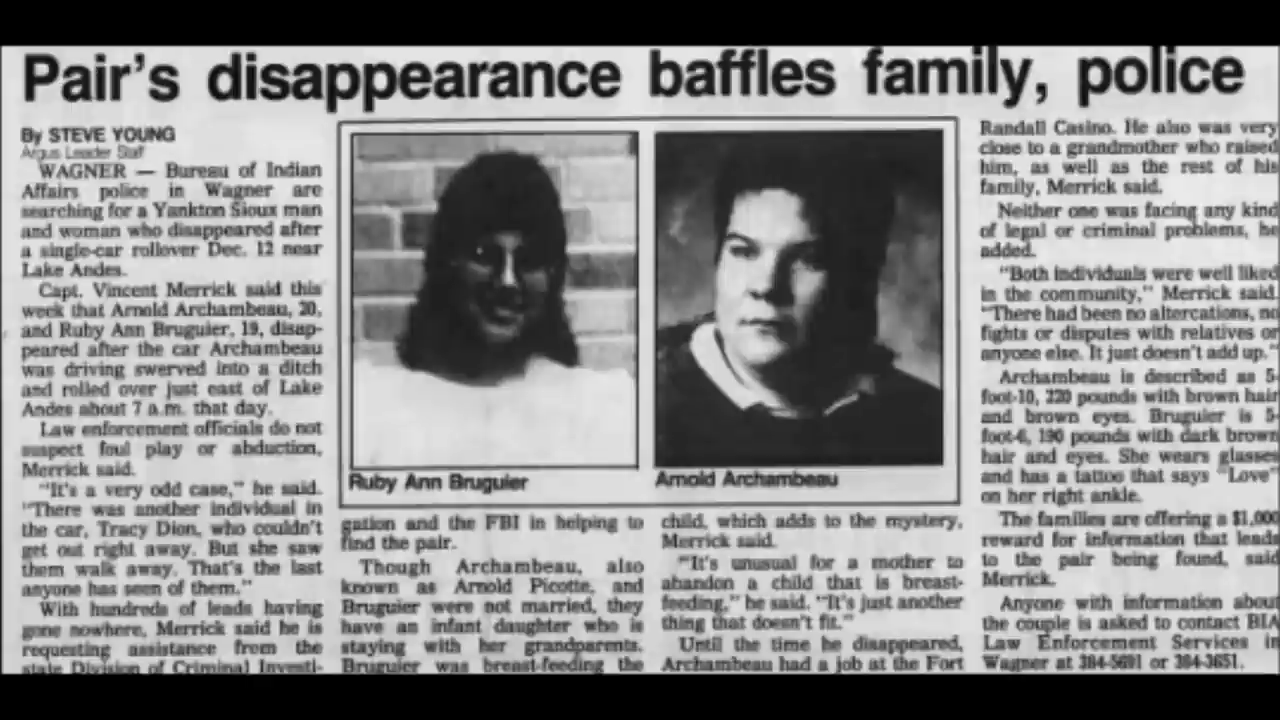 Pair's disappearance baffles family, police
By STEVE YOUNG
Argus Leader Staff
WAGNER — Bureau of Indian
Affairs police in Wagner are
searching for a Yankton Sioux man
and woman who disappeared after
a single-car rollover Dec. 12 near
Lake Andes.
Capt. Vincent Merrick said this
week that Arnold Archambeau, 20,
and Ruby Ann Bruguier, 19, disap-
peared after the car Archambeau
was driving swerved into a ditch
and rolled over just east of Lake
Andes about 7 a.m. that day.
Law enforcement officials do not
suspect foul play or abduction,
Merrick said.
"It's a very odd case," he said.
"There was another individual in
the car, Tracy Dion, who couldn't
get out right away. But she saw
them walk away. That's the last
anyone has seen of them."
With hundreds of leads having
gone nowhere, Merrick said he is
requesting assistance from the
state Division of Criminal Investi-
Ruby Ann Bruguier
Arnold Archambeau
gation and the FBI in helping to
find the pair.
Though Archambeau, also
known as Arnold Picotte, and
Bruguier were not married, they
have an infant daughter who is
staying with her grandparents.
Bruguier was breast-feeding the
child, which adds to the mystery,
Merrick said.
"It's unusual for a mother to
abandon a child that is breast-
feeding," he said. "It's just another
thing that doesn't fit."
Until the time he disappeared,
Archambeau had a job at the Fort
Randall Casino. He also was very
close to a grandmother who raised
him, as well as the rest of his
family, Merrick said.
Neither one was facing any kind
of legal or criminal problems, he
added.
"Both individuals were well liked
in the community," Merrick said.
"There had been no altercations, no
fights or disputes with relatives or
anyone else. It just doesn't add up."
Archambeau is described as 5-
foot-10, 220 pounds with brown hair
and brown eyes. Bruguier is 5-
foot-6, 190 pounds with dark brown
hair and eyes. She wears glasses
and has a tattoo that says "Love"
on her right ankle.
The families are offering a $1,000
reward for information that leads
to the pair being found, said
Merrick.
Anyone with information about
the couple is asked to contact BIA
Law Enforcement Services in
Wagner at 384-5691 or 384-3651.